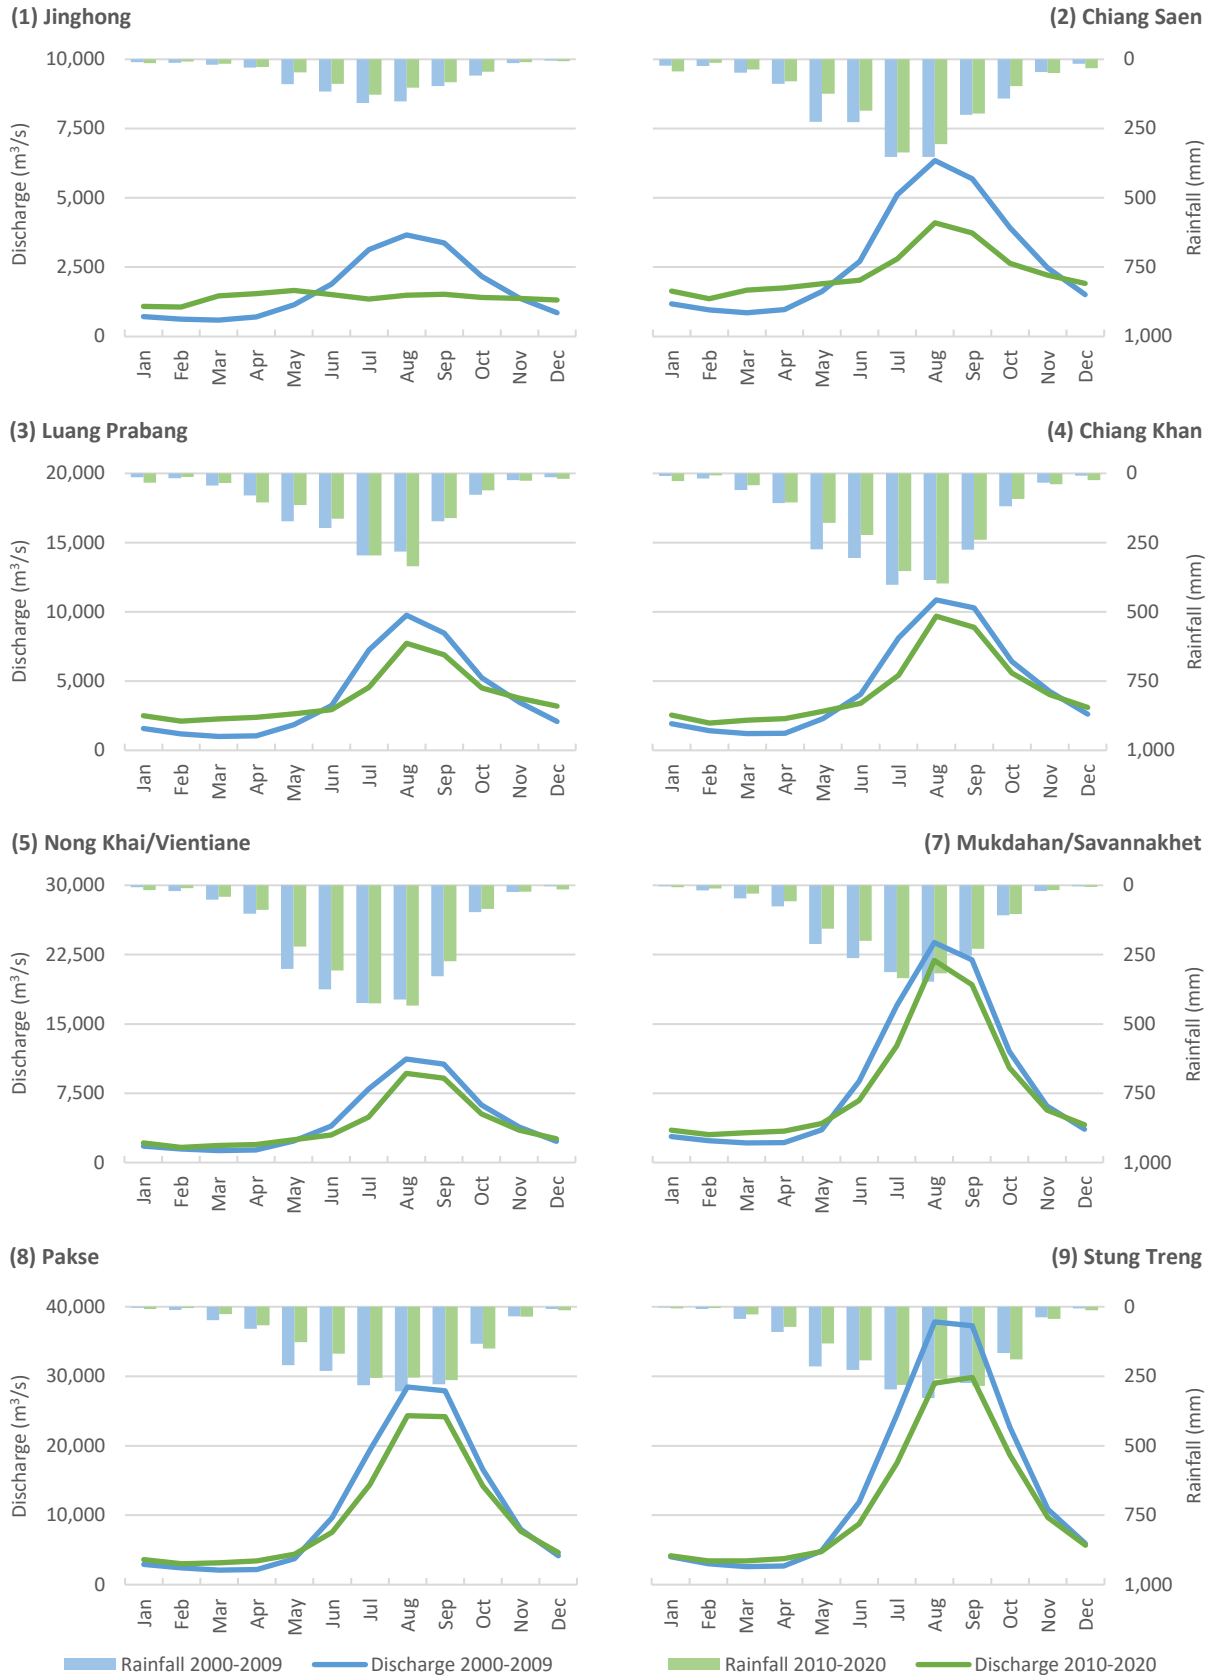 (1) Jinghong
(2) Chiang Saen
10,000
7,500
5,000
2,500
0
Discharge (m³/s)
0
250
500
750
1,000
Rainfall (mm)
Jan Feb Mar Apr May Jun Jul Aug Sep Oct Nov Dec
Jan Feb Mar Apr May Jun Jul Aug Sep Oct Nov Dec
(3) Luang Prabang
(4) Chiang Khan
20,000
15,000
10,000
5,000
0
Discharge (m³/s)
0
250
500
750
1,000
Rainfall (mm)
Jan Feb Mar Apr May Jun Jul Aug Sep Oct Nov Dec
Jan Feb Mar Apr May Jun Jul Aug Sep Oct Nov Dec
(5) Nong Khai/Vientiane
(7) Mukdahan/Savannakhet
30,000
22,500
15,000
7,500
0
Discharge (m³/s)
0
250
500
750
1,000
Rainfall (mm)
Jan Feb Mar Apr May Jun Jul Aug Sep Oct Nov Dec
Jan Feb Mar Apr May Jun Jul Aug Sep Oct Nov Dec
(8) Pakse
(9) Stung Treng
40,000
30,000
20,000
10,000
0
Discharge (m³/s)
0
250
500
750
1,000
Rainfall (mm)
Jan Feb Mar Apr May Jun Jul Aug Sep Oct Nov Dec
Jan Feb Mar Apr May Jun Jul Aug Sep Oct Nov Dec
Rainfall 2000-2009 Discharge 2000-2009 Rainfall 2010-2020 Discharge 2010-2020